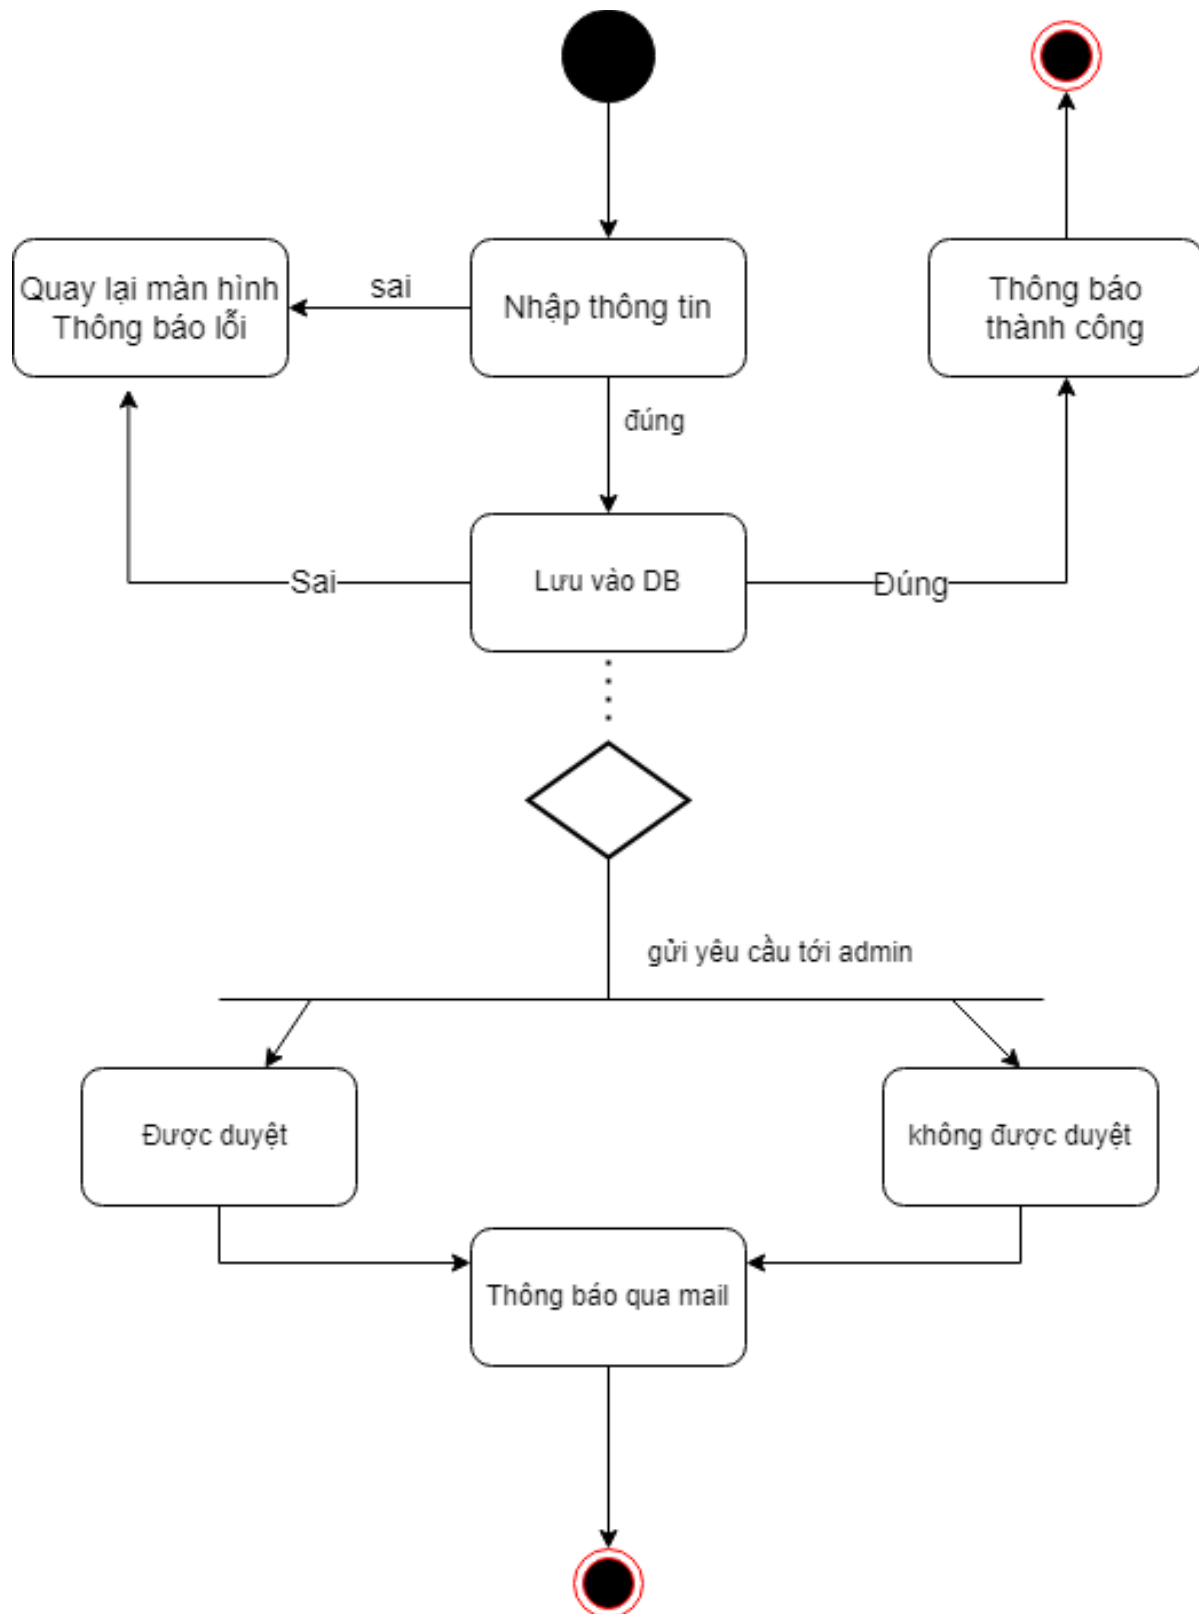 Quay lại màn hình
Thông báo lỗi
sai
Nhập thông tin
Thông báo
thành công
đúng
Sai
Lưu vào DB
Đúng
gửi yêu cầu tới admin
Được duyệt
không được duyệt
Thông báo qua mail